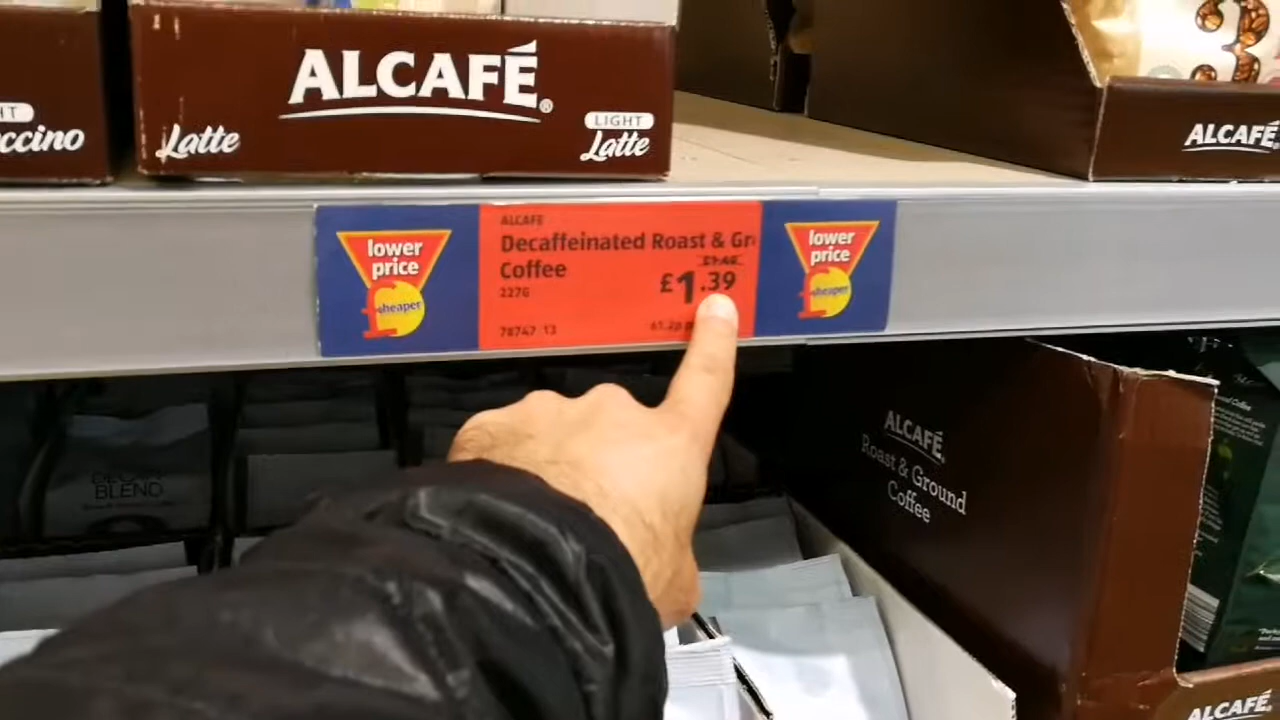 ALCAFÉ®
Latte
LIGHT
Latte
ccino
3
ALCAFÉ
lower
price
cheaper
ALCAFE
Decaffeinated Roast & Gr
Coffee
227G
£1.39
78747 13
lower
price
cheaper
BLEND
ALCAFÉ
Roast & Ground
Coffee
ALCAFÉ